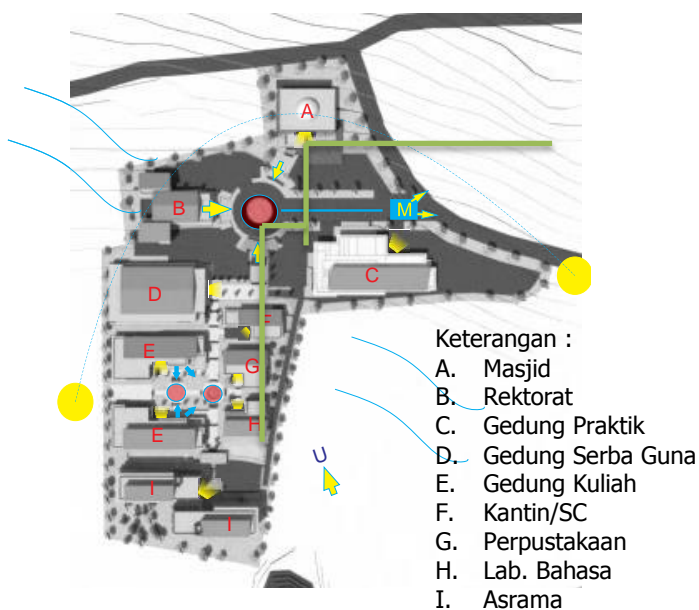 A
B
M
C
D
F
E
G
H
E
U
I
I
Keterangan :
A. Masjid
B. Rektorat
C. Gedung Praktik
D. Gedung Serba Guna
E. Gedung Kuliah
F. Kantin/SC
G. Perpustakaan
H. Lab. Bahasa
I. Asrama